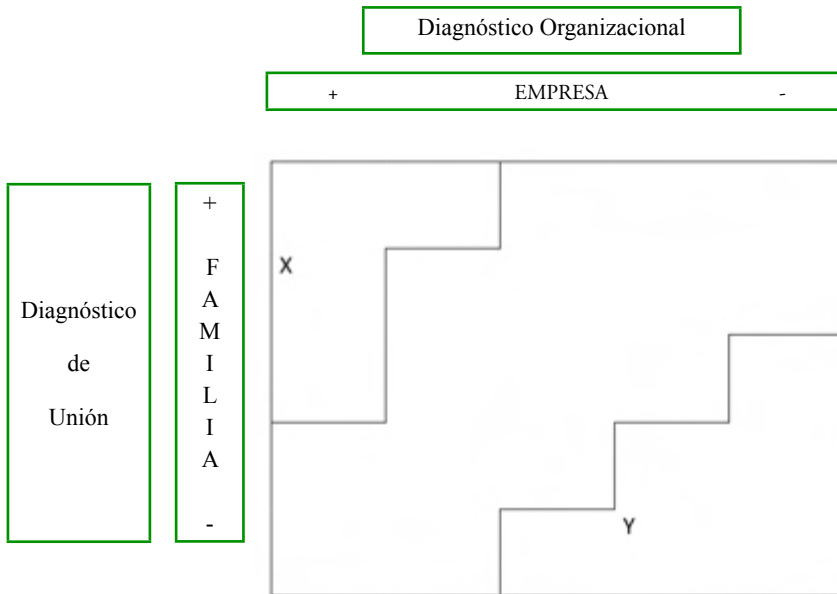 Diagnóstico Organizacional
+ EMPRESA -
+
F
A
M
I
L
I
A
-
Diagnóstico
de
Unión
X
Y